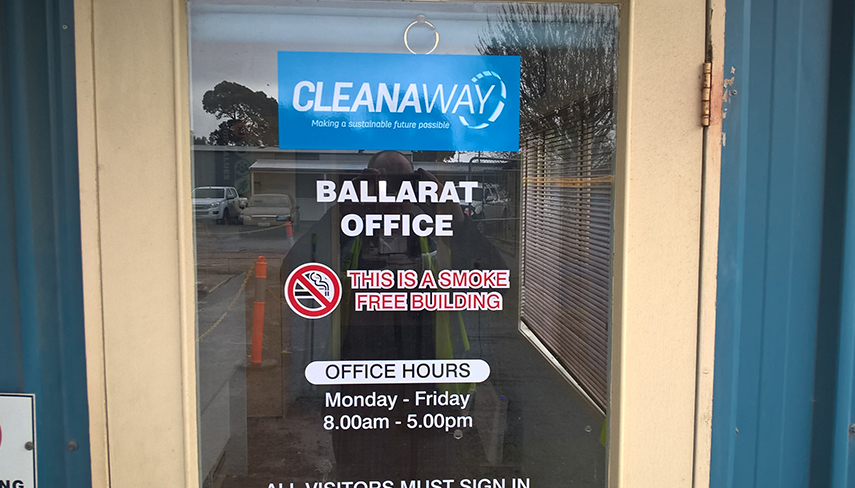 CLEANAWAY
Making a sustainable future possible
BALLARAT
OFFICE
THIS IS A SMOKE
FREE BUILDING
OFFICE HOURS
Monday - Friday
8.00am - 5.00pm
ALL VISITORS MUST SIGN IN
NG